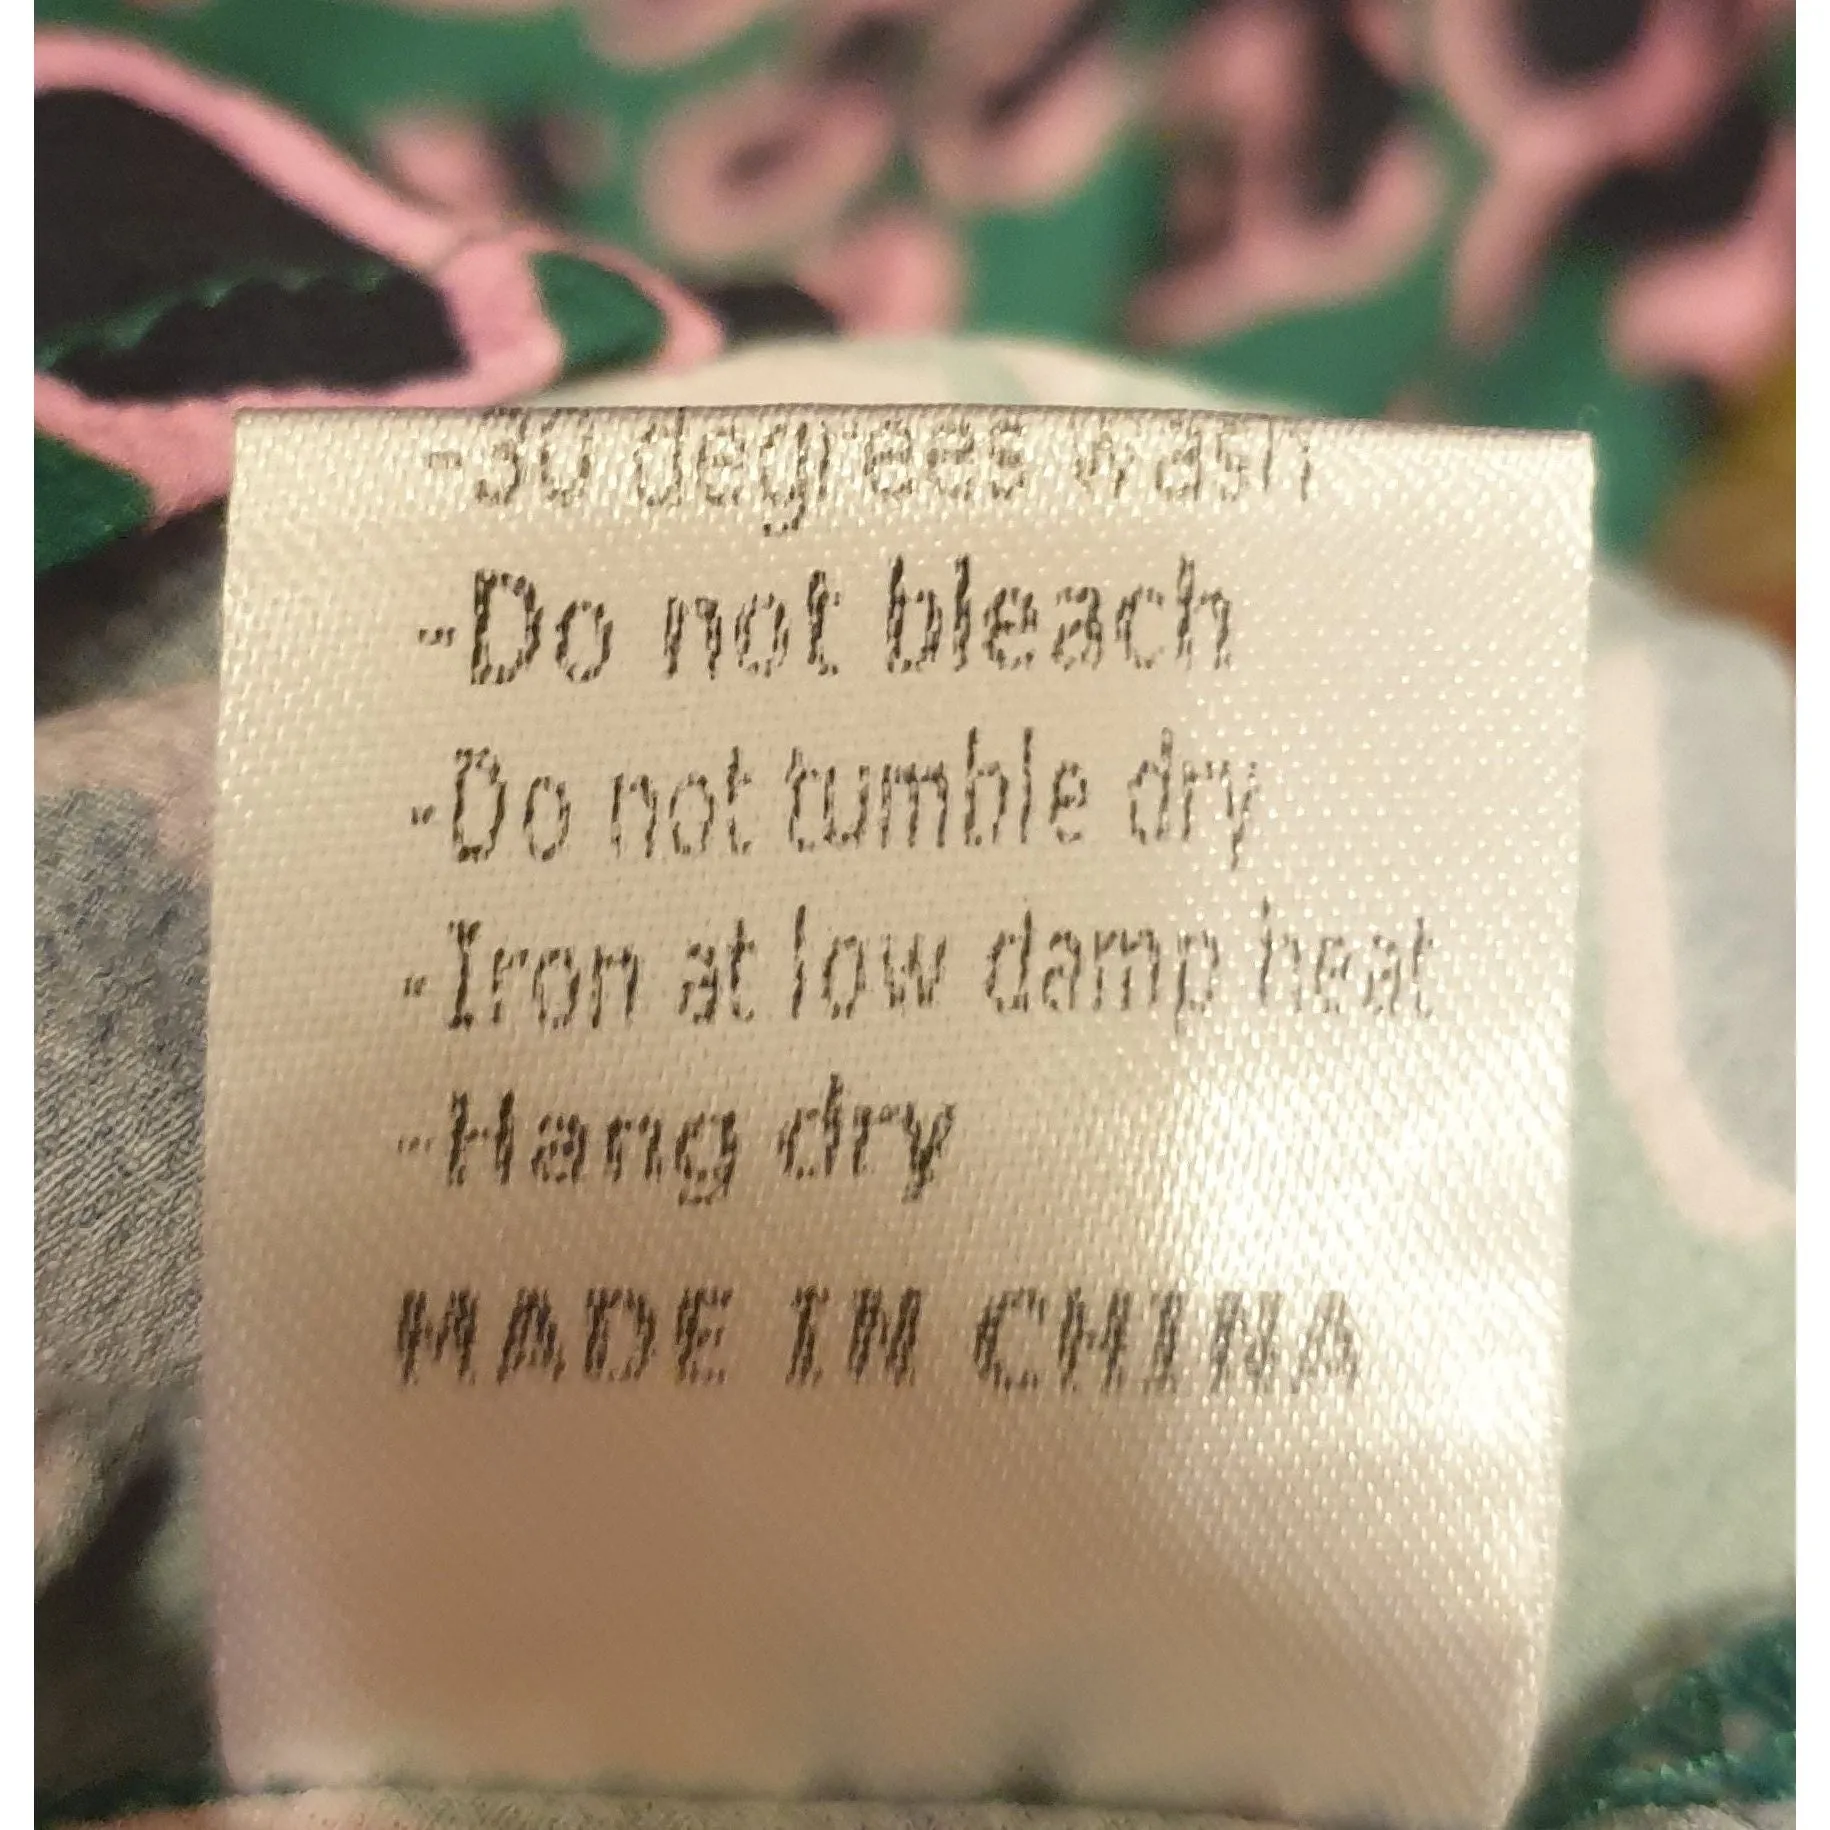 -30 degrees wash
-Do not bleach
-Do not tumble dry
-Iron at low damp heat
-Hang dry
MADE IN CHINA